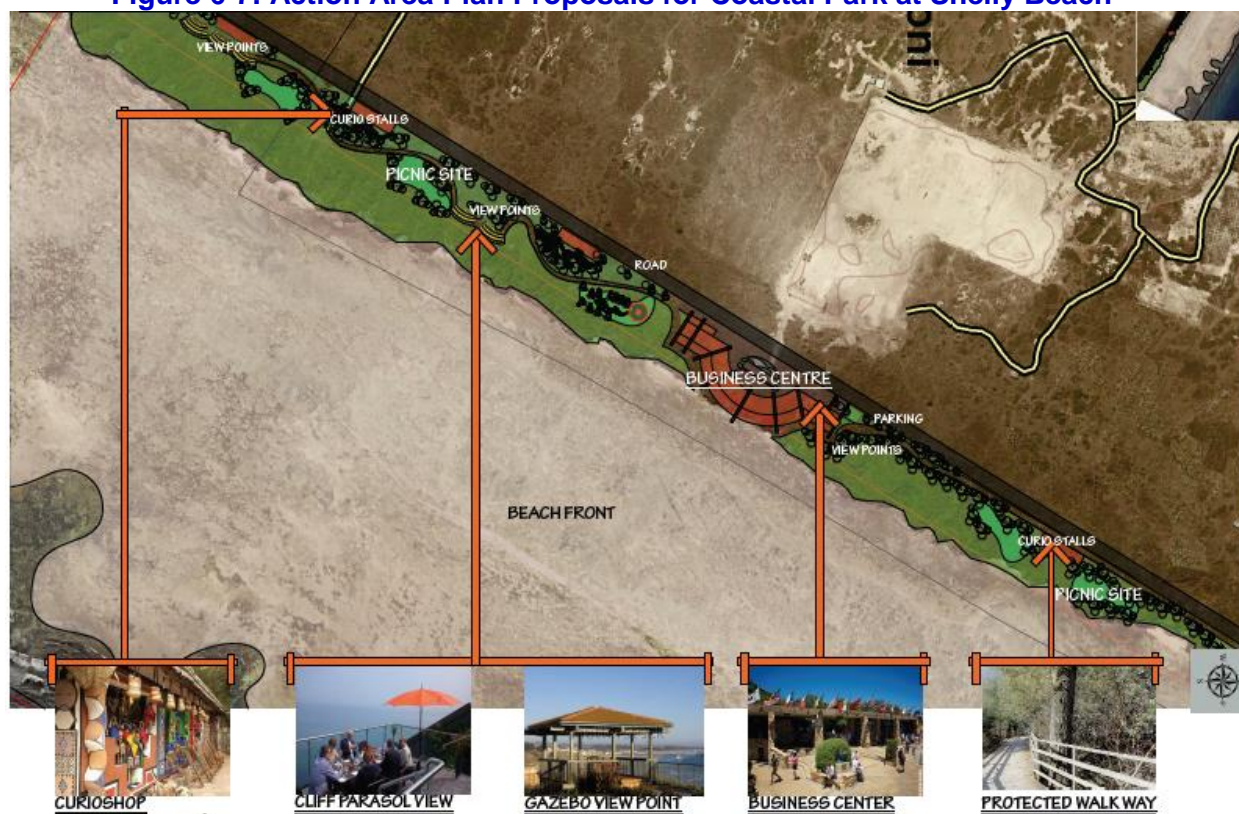 Figure Action Area Plan Proposals for Coastal Park at Shelly Beach
VIEW POINTS
CURIO STALLS
PICNIC SITE
VIEW POINTS
ROAD
BUSINESS CENTRE
PARKING
VIEW POINTS
BEACH FRONT
CURIO STALLS
PICNIC SITE
CURIOSHOP
CLIFF PARASOL VIEW
GAZEBO VIEW POINT
BUSINESS CENTER
PROTECTED WALK WAY